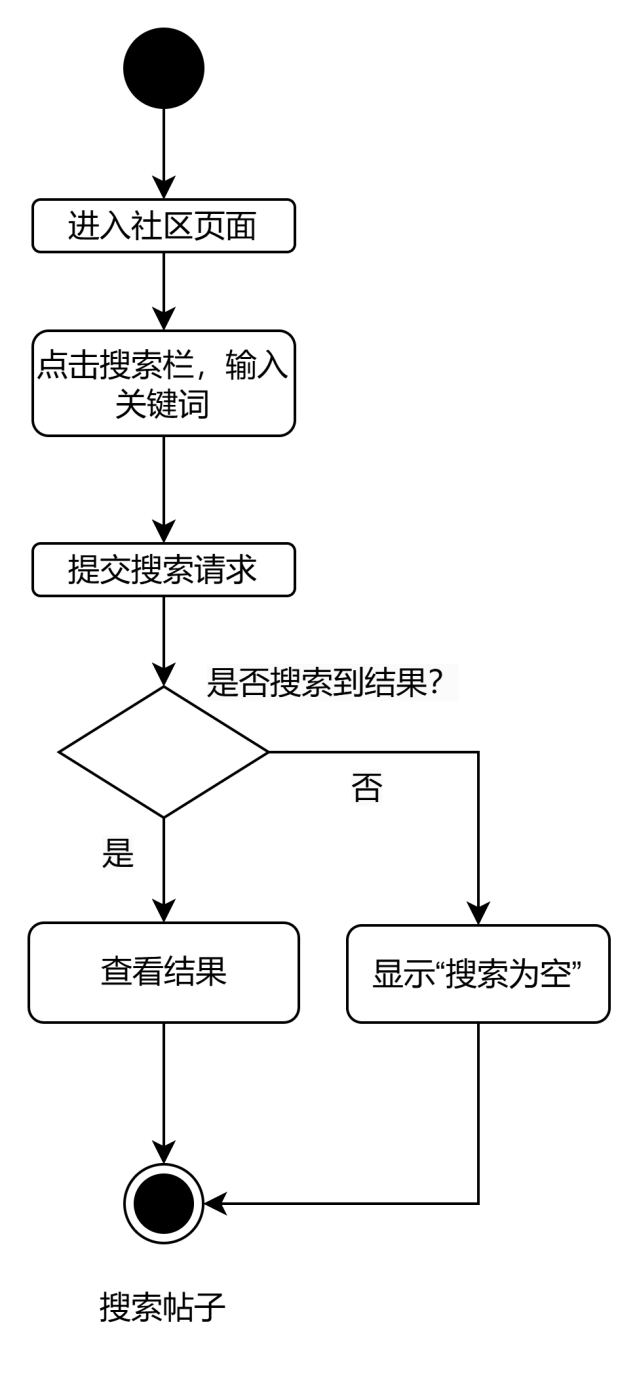 进入社区页面
点击搜索栏，输入
关键词
提交搜索请求
是否搜索到结果？
否
是
查看结果
显示“搜索为空”
搜索帖子